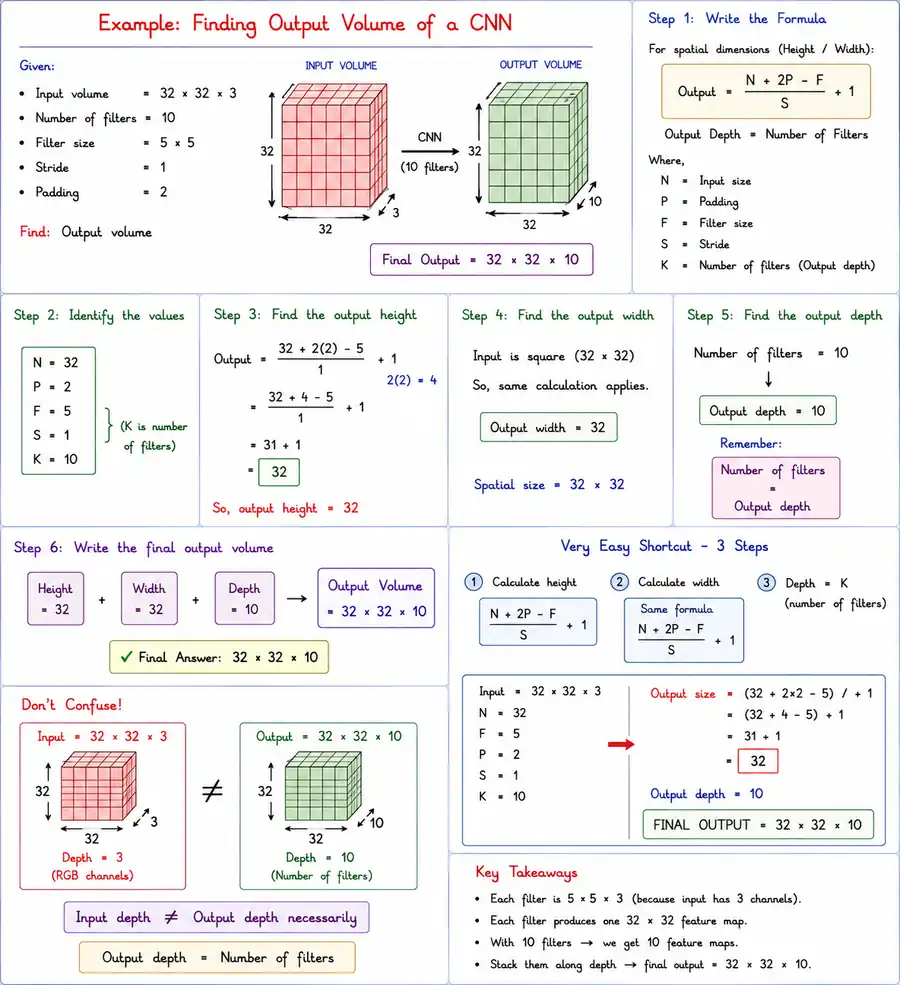 Example: Finding Output Volume of a CNN
Given:
• Input volume = 32 × 32 × 3
• Number of filters = 10
• Filter size = 5 × 5
• Stride = 1
• Padding = 2
Find: Output volume
INPUT VOLUME
32
32
3
CNN
(10 filters)
OUTPUT VOLUME
32
32
10
Final Output = 32 × 32 × 10
Step 1: Write the Formula
For spatial dimensions (Height / Width):
Output = (N + 2P - F) / S + 1
Output Depth = Number of Filters
Where,
N = Input size
P = Padding
F = Filter size
S = Stride
K = Number of filters (Output depth)
Step 2: Identify the values
N = 32
P = 2
F = 5
S = 1
K = 10
(K is number
of filters)
Step 3: Find the output height
Output = (32 + 2(2) - 5) / 1 + 1
2(2) = 4
= (32 + 4 - 5) / 1 + 1
= 31 + 1
= 32
So, output height = 32
Step 4: Find the output width
Input is square (32 × 32)
So, same calculation applies.
Output width = 32
Spatial size = 32 × 32
Step 5: Find the output depth
Number of filters = 10
↓
Output depth = 10
Remember:
Number of filters
=
Output depth
Step 6: Write the final output volume
Height
= 32
+
Width
= 32
+
Depth
= 10
→
Output Volume
= 32 × 32 × 10
✓ Final Answer: 32 × 32 × 10
Very Easy Shortcut - 3 Steps
1 Calculate height
(N + 2P - F) / S + 1
2 Calculate width
Same formula
(N + 2P - F) / S + 1
3 Depth = K
(number of filters)
Input = 32 × 32 × 3
N = 32
F = 5
P = 2
S = 1
K = 10
Output size = (32 + 2×2 - 5) / + 1
= (32 + 4 - 5) + 1
= 31 + 1
= 32
Output depth = 10
FINAL OUTPUT = 32 × 32 × 10
Don't Confuse!
Input = 32 × 32 × 3
32
32
3
Depth = 3
(RGB channels)
≠
Output = 32 × 32 × 10
32
32
10
Depth = 10
(Number of filters)
Input depth ≠ Output depth necessarily
Output depth = Number of filters
Key Takeaways
• Each filter is 5 × 5 × 3 (because input has 3 channels).
• Each filter produces one 32 × 32 feature map.
• With 10 filters → we get 10 feature maps.
• Stack them along depth → final output = 32 × 32 × 10.